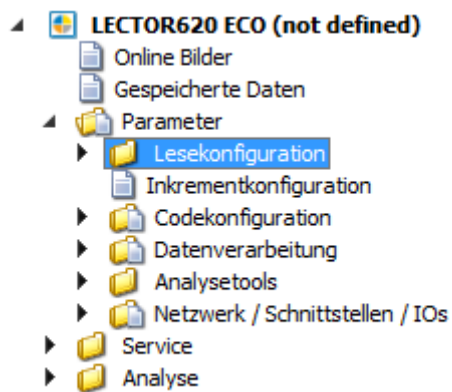 LECTOR620 ECO (not defined)
Online Bilder
Gespeicherte Daten
Parameter
Lesekonfiguration
Inkrementkonfiguration
Codekonfiguration
Datenverarbeitung
Analysetools
Netzwerk / Schnittstellen / IOs
Service
Analyse